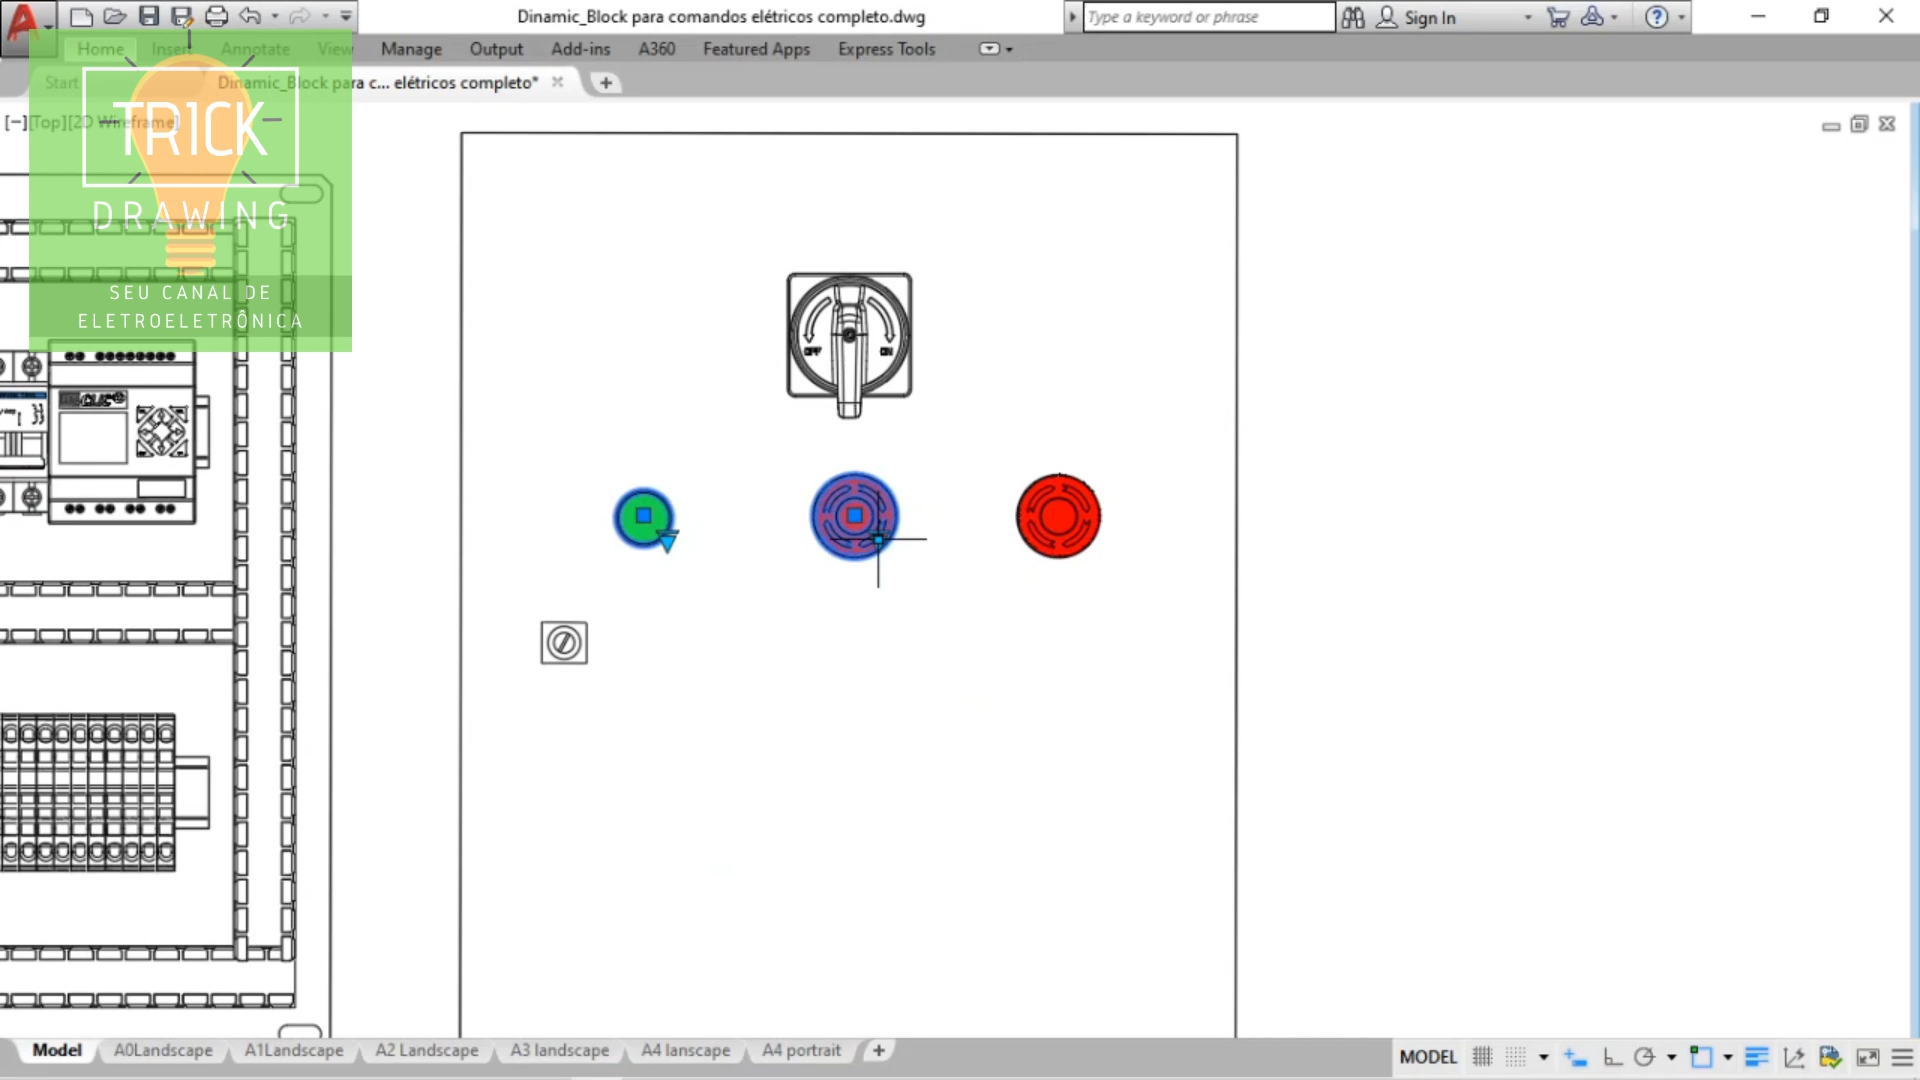 Dinamic_Block para comandos elétricos completo.dwg
Type a keyword or phrase
Sign In
Home Insert Annotate View Manage Output Add-ins A360 Featured Apps Express Tools
Start
Dinamic_Block para c... elétricos completo*
[−][Top][2D Wireframe]
TRICK
DRAWING
SEU CANAL DE
ELETROELETRÔNICA
OFF
ON
CLIC
Model A0Landscape A1Landscape A2 Landscape A3 landscape A4 lanscape A4 portrait
MODEL